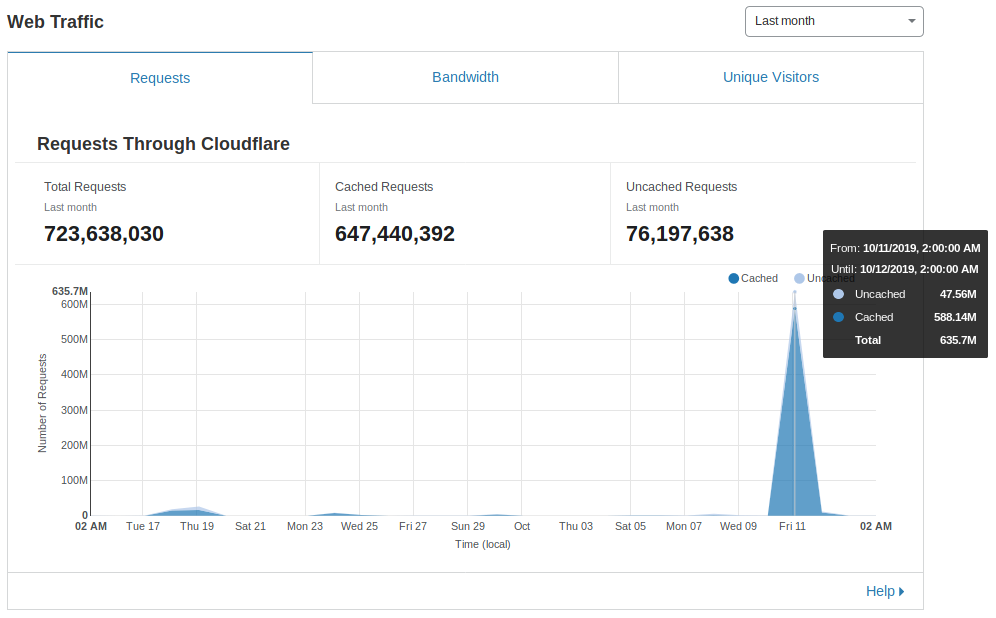 Web Traffic
Last month
Requests
Bandwidth
Unique Visitors
Requests Through Cloudflare
Total Requests
Last month
723,638,030
Cached Requests
Last month
647,440,392
Uncached Requests
Last month
76,197,638
From: 10/11/2019, 2:00:00 AM
Until: 10/12/2019, 2:00:00 AM
Uncached 47.56M
Cached 588.14M
Total 635.7M
Cached Uncached
635.7M
600M
500M
400M
300M
200M
100M
0
Number of Requests
02 AM Tue 17 Thu 19 Sat 21 Mon 23 Wed 25 Fri 27 Sun 29 Oct Thu 03 Sat 05 Mon 07 Wed 09 Fri 11 02 AM
Time (local)
Help